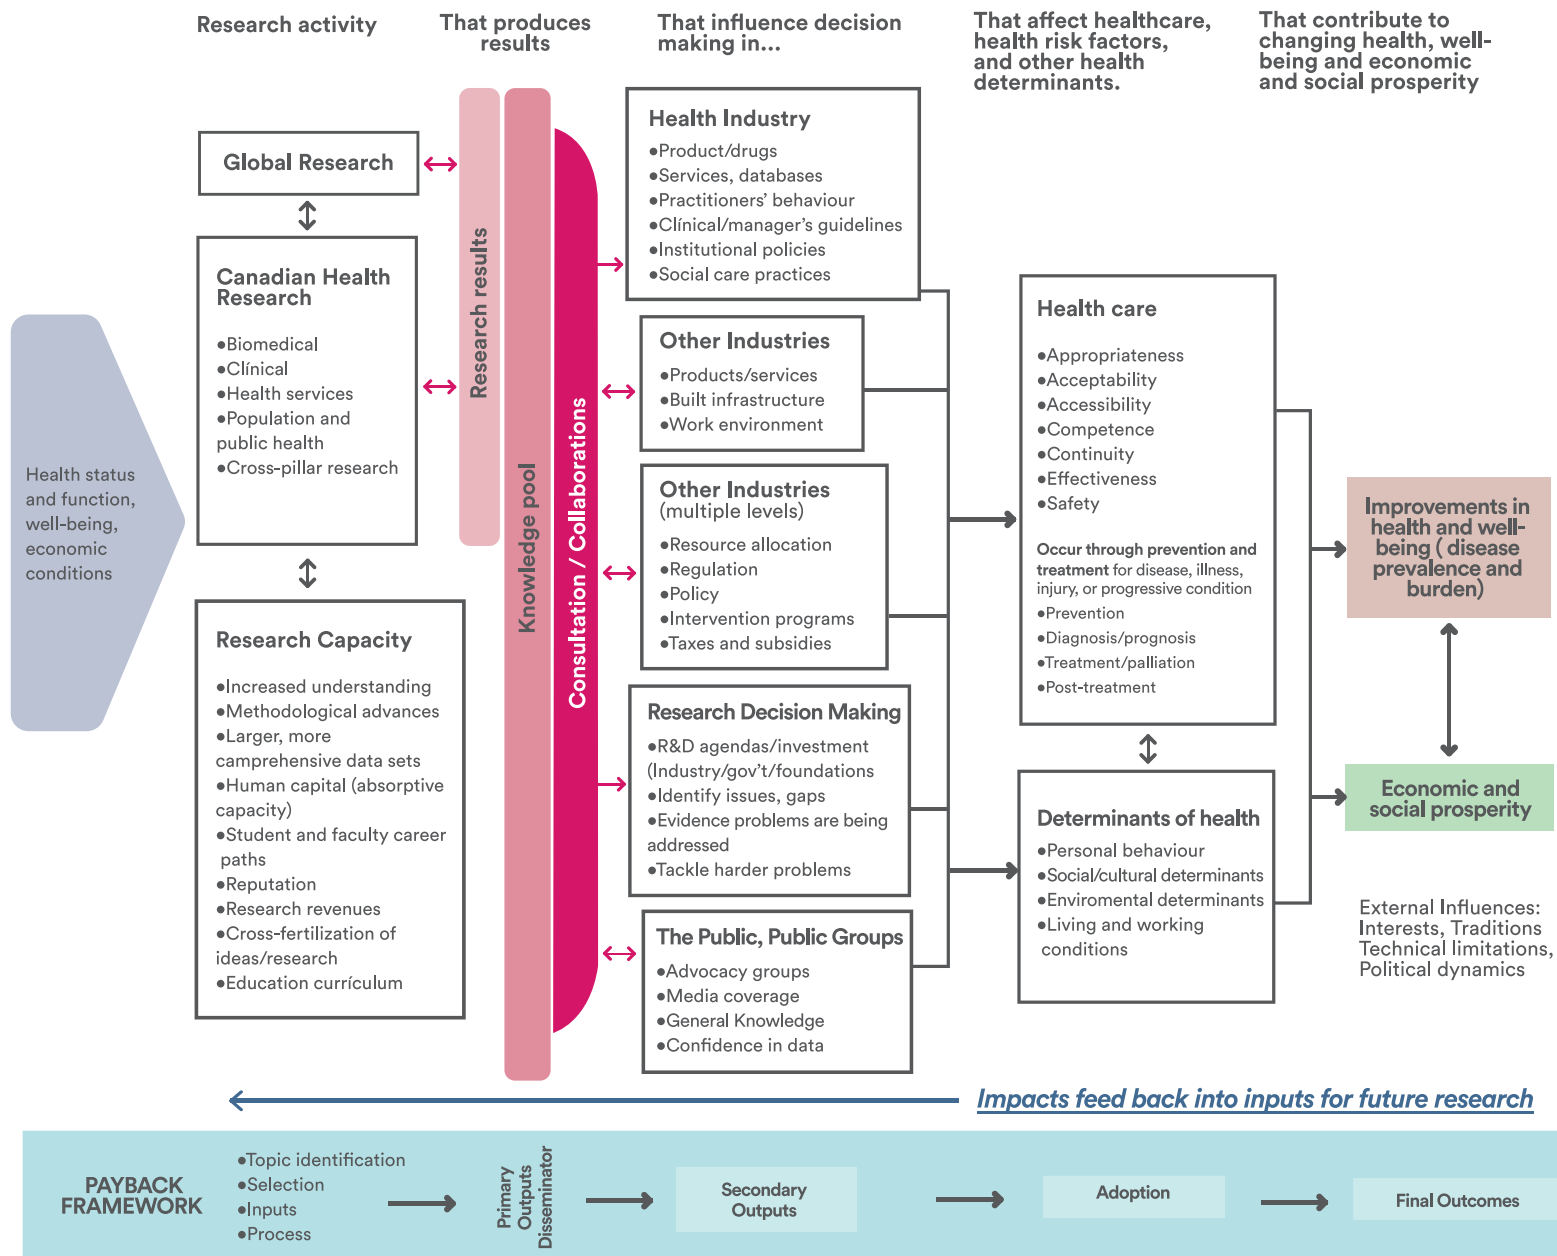 Research activity
That produces
results
That influence decision
making in...
That affect healthcare,
health risk factors,
and other health
determinants.
That contribute to
changing health, well-
being and economic
and social prosperity
Health status
and function,
well-being,
economic
conditions
Global Research
Canadian Health
Research
•Biomedical
•Clínical
•Health services
•Population and
public health
•Cross-pillar research
Research Capacity
•Increased understanding
•Methodological advances
•Larger, more
camprehensive data sets
•Human capital (absorptive
capacity)
•Student and faculty career
paths
•Reputation
•Research revenues
•Cross-fertilization of
ideas/research
•Education currículum
Research results
Knowledge pool
Consultation / Collaborations
Health Industry
•Product/drugs
•Services, databases
•Practitioners’ behaviour
•Clínical/manager’s guidelines
•Institutional policies
•Social care practices
Other Industries
•Products/services
•Built infrastructure
•Work environment
Other Industries
(multiple levels)
•Resource allocation
•Regulation
•Policy
•Intervention programs
•Taxes and subsidies
Research Decision Making
•R&D agendas/investment
(Industry/gov’t/foundations
•Identify issues, gaps
•Evidence problems are being
addressed
•Tackle harder problems
The Public, Public Groups
•Advocacy groups
•Media coverage
•General Knowledge
•Confidence in data
Health care
•Appropriateness
•Acceptability
•Accessibility
•Competence
•Continuity
•Effectiveness
•Safety
Occur through prevention and
treatment for disease, illness,
injury, or progressive condition
•Prevention
•Diagnosis/prognosis
•Treatment/palliation
•Post-treatment
Determinants of health
•Personal behaviour
•Social/cultural determinants
•Enviromental determinants
•Living and working
conditions
Improvements in
health and well-
being ( disease
prevalence and
burden)
Economic and
social prosperity
External Influences:
Interests, Traditions
Technical limitations,
Political dynamics
Impacts feed back into inputs for future research
PAYBACK
FRAMEWORK
•Topic identification
•Selection
•Inputs
•Process
Primary
Outputs
Disseminator
Secondary
Outputs
Adoption
Final Outcomes